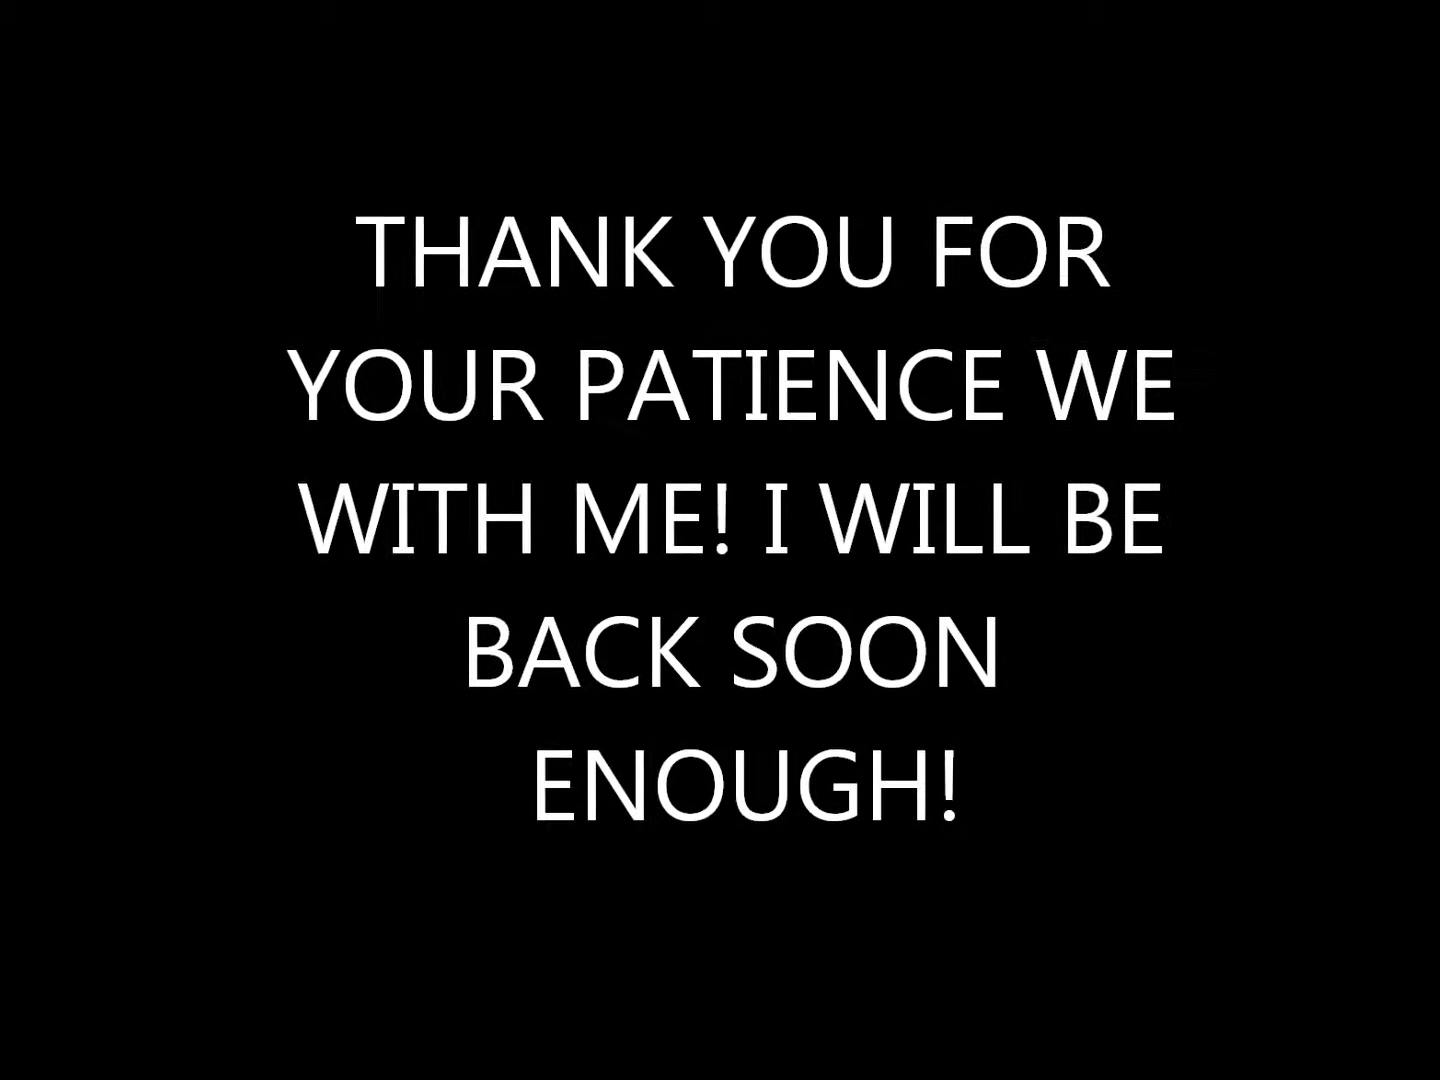 THANK YOU FOR
YOUR PATIENCE WE
WITH ME! I WILL BE
BACK SOON
ENOUGH!